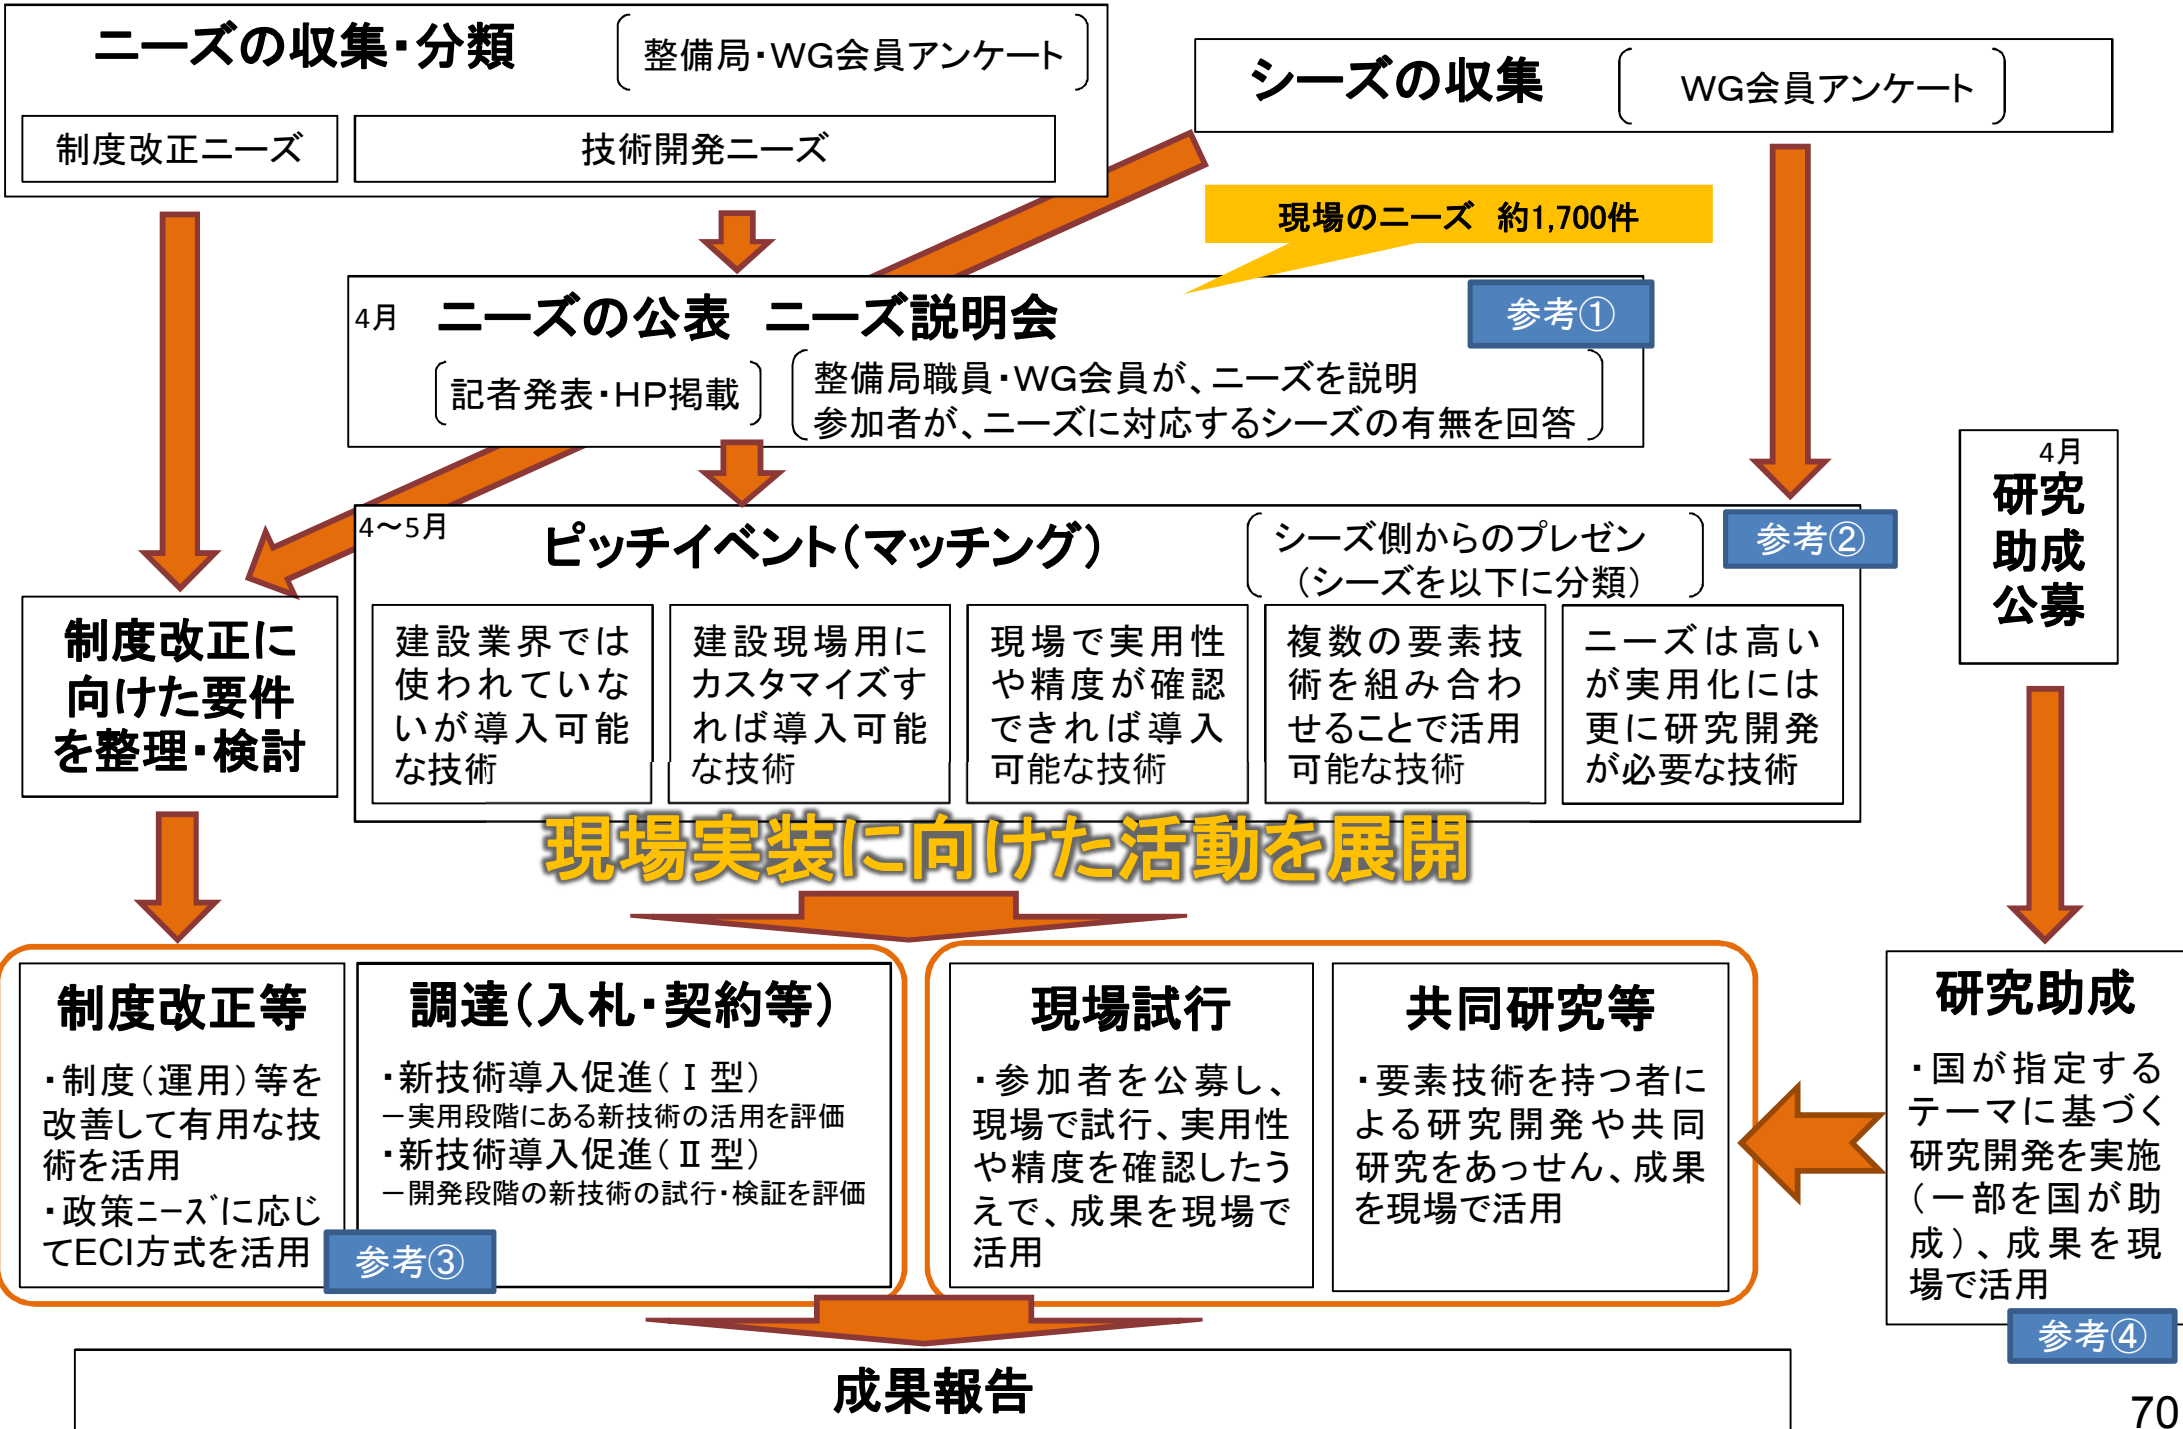 ニーズの収集・分類
整備局・WG会員アンケート
制度改正ニーズ
技術開発ニーズ
シーズの収集
WG会員アンケート
現場のニーズ 約1,700件
4月 ニーズの公表 ニーズ説明会
参考①
記者発表・HP掲載
整備局職員・WG会員が、ニーズを説明
参加者が、ニーズに対応するシーズの有無を回答
4～5月
ピッチイベント（マッチング）
シーズ側からのプレゼン
（シーズを以下に分類）
参考②
建設業界では
使われていな
いが導入可能
な技術
建設現場用に
カスタマイズす
れば導入可能
な技術
現場で実用性
や精度が確認
できれば導入
可能な技術
複数の要素技
術を組み合わ
せることで活用
可能な技術
ニーズは高い
が実用化には
更に研究開発
が必要な技術
4月
研究
助成
公募
制度改正に
向けた要件
を整理・検討
現場実装に向けた活動を展開
制度改正等
・制度（運用）等を
改善して有用な技
術を活用
・政策ﾆｰｽﾞに応じ
てECI方式を活用
調達（入札・契約等）
・新技術導入促進（Ⅰ型）
－実用段階にある新技術の活用を評価
・新技術導入促進（Ⅱ型）
－開発段階の新技術の試行・検証を評価
参考③
現場試行
・参加者を公募し、
現場で試行、実用性
や精度を確認したう
えで、成果を現場で
活用
共同研究等
・要素技術を持つ者に
よる研究開発や共同
研究をあっせん、成果
を現場で活用
研究助成
・国が指定する
テーマに基づく
研究開発を実施
（一部を国が助
成）、成果を現
場で活用
参考④
成果報告
70